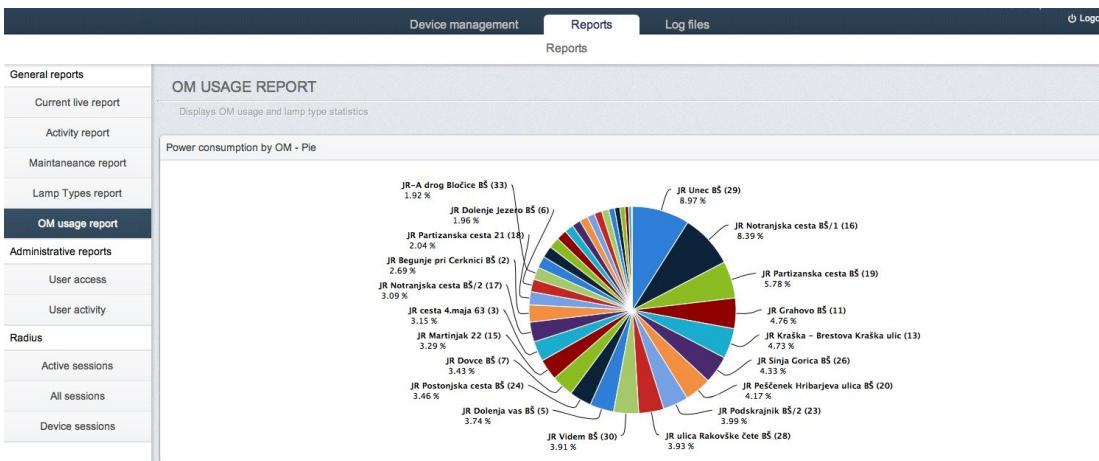 Device management
Reports
Log files
Reports
General reports
Current live report
Activity report
Maintaneance report
Lamp Types report
OM usage report
Administrative reports
User access
User activity
Radius
Active sessions
All sessions
Device sessions
OM USAGE REPORT
Displays OM usage and lamp type statistics
Power consumption by OM - Pie
JR Unec BŠ (29)
8.97 %
JR Notranjska cesta BŠ/1 (16)
8.39 %
JR Partizanska cesta BŠ (19)
5.78 %
JR Grahovo BŠ (11)
4.76 %
JR Kraška - Brestova Kraška ulic (13)
4.73 %
JR Sinja Gorica BŠ (26)
4.33 %
JR Peščenek Hribarjeva ulica BŠ (20)
4.17 %
JR Podskrajnik BŠ/2 (23)
3.99 %
JR ulica Rakovške čete BŠ (28)
3.93 %
JR Videm BŠ (30)
3.91 %
JR Dolenja vas BŠ (5)
3.74 %
JR Postonjska cesta BŠ (24)
3.46 %
JR Dovce BŠ (7)
3.43 %
JR Martinjak 22 (15)
3.29 %
JR cesta 4.maja 63 (3)
3.15 %
JR Notranjska cesta BŠ/2 (17)
3.09 %
JR Begunje pri Cerknici BŠ (2)
2.69 %
JR Partizanska cesta 21 (18)
2.04 %
JR Dolenje Jezero BŠ (6)
1.96 %
JR-A drog Bločice BŠ (33)
1.92 %